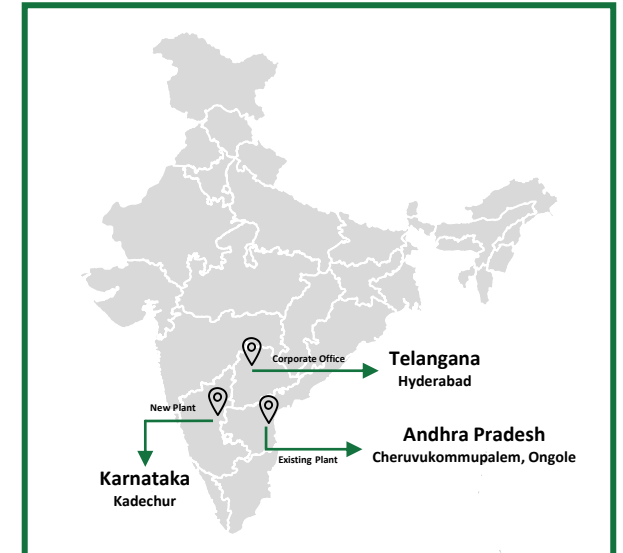 Corporate Office
Telangana
Hyderabad
New Plant
Andhra Pradesh
Cheruvukommupalem, Ongole
Existing Plant
Karnataka
Kadechur